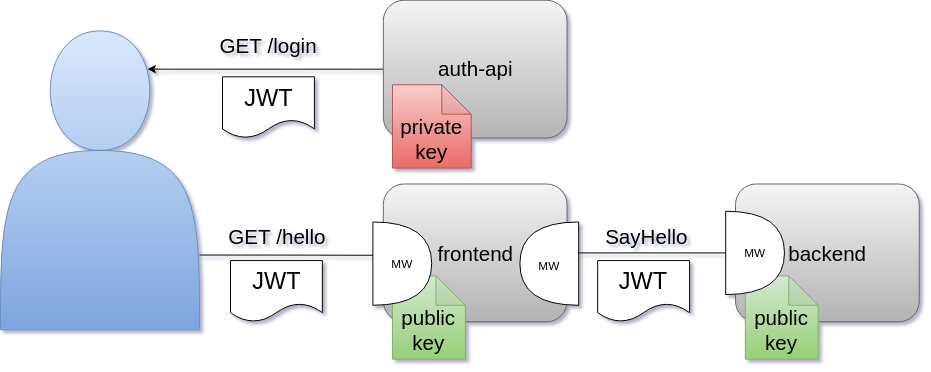 GET /login
JWT
auth-api
private
key
GET /hello
JWT
MW
frontend
MW
public
key
SayHello
JWT
MW
backend
public
key